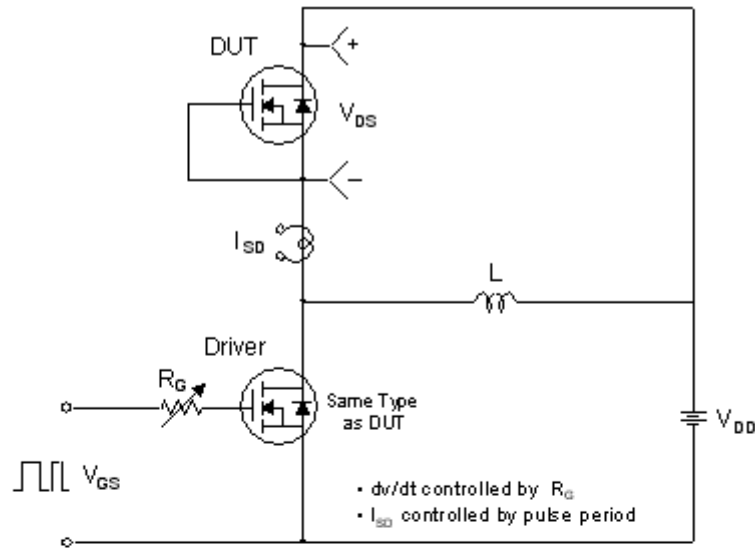 DUT
+
V_DS
−
I_SD
L
Driver
R_G
Same Type
as DUT
V_DD
V_GS
• dv/dt controlled by R_G
• I_SD controlled by pulse period